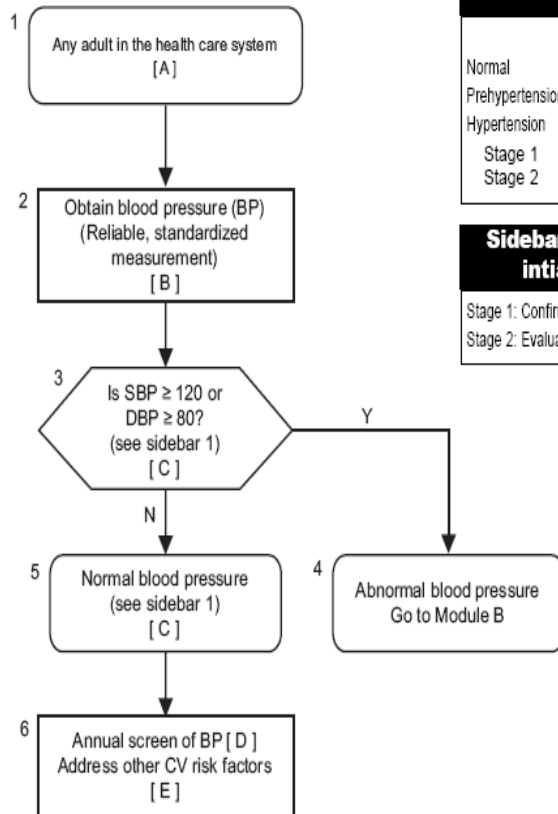 1
Any adult in the health care system
[ A ]
2
Obtain blood pressure (BP)
(Reliable, standardized
measurement)
[ B ]
3
Is SBP ≥ 120 or
DBP ≥ 80?
(see sidebar 1)
[ C ]
Y
N
5
Normal blood pressure
(see sidebar 1)
[ C ]
4
Abnormal blood pressure
Go to Module B
6
Annual screen of BP [ D ]
Address other CV risk factors
[ E ]
Normal
Hypertension
Stage 1
Stage 2
Stage 1:
Stage 2: